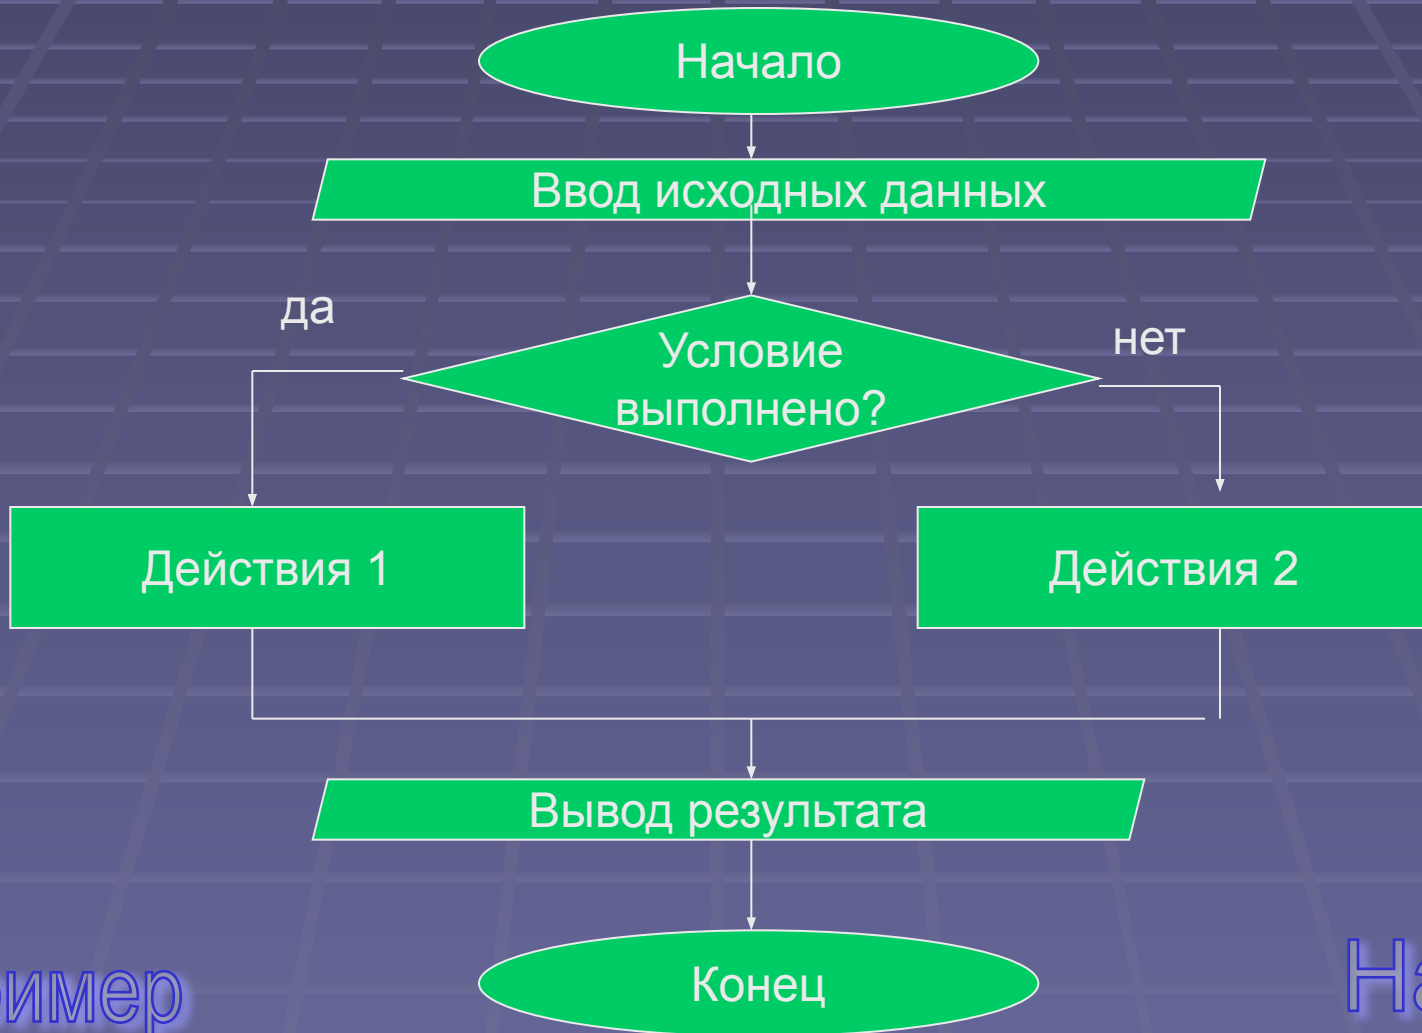 Начало
Ввод исходных данных
да
нет
Условие
выполнено?
Действия 1
Действия 2
Вывод результата
Конец